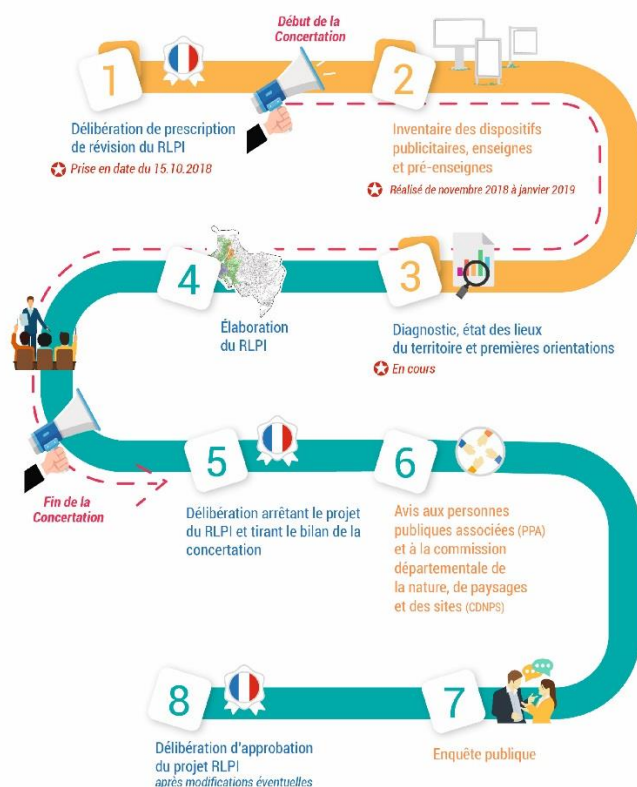 Début de la
Concertation
1
2
Délibération de prescription
de révision du RLPI
Prise en date du 15.10.2018
Inventaire des dispositifs
publicitaires, enseignes
et pré-enseignes
Réalisé de novembre 2018 à janvier 2019
4
3
Élaboration
du RLPI
Diagnostic, état des lieux
du territoire et premières orientations
En cours
5
6
Fin de la
Concertation
Délibération arrêtant le projet
du RLPI et tirant le bilan de la
concertation
Avis aux personnes
publiques associées (PPA)
et à la commission
départementale de
la nature, de paysages
et des sites (CDNPS)
8
7
Délibération d'approbation
du projet RLPI
après modifications éventuelles
Enquête publique